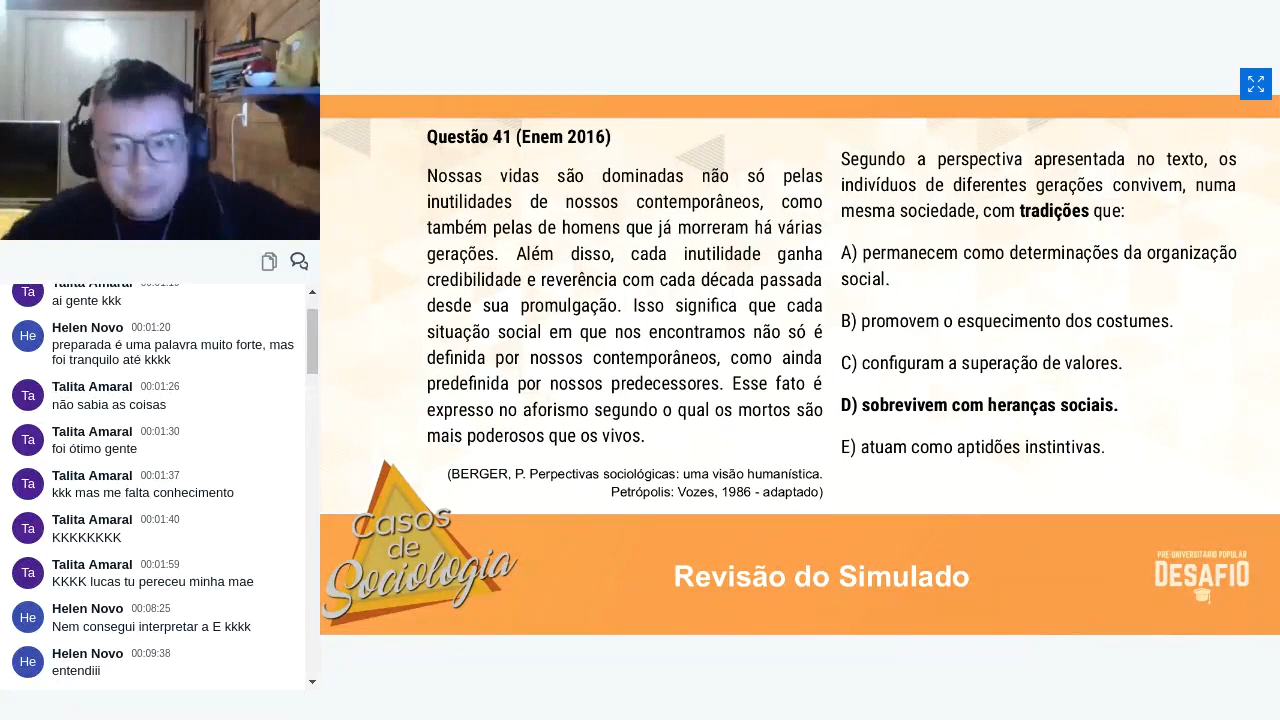 Talita Amaral 00:01:19
ai gente kkk
He
Helen Novo 00:01:20
preparada é uma palavra muito forte, mas
foi tranquilo até kkkk
Ta
Talita Amaral 00:01:26
não sabia as coisas
Ta
Talita Amaral 00:01:30
foi ótimo gente
Ta
Talita Amaral 00:01:37
kkk mas me falta conhecimento
Ta
Talita Amaral 00:01:40
KKKKKKKK
Ta
Talita Amaral 00:01:59
KKKK lucas tu pereceu minha mae
He
Helen Novo 00:08:25
Nem consegui interpretar a E kkkk
He
Helen Novo 00:09:38
entendiii
Questão 41 (Enem 2016)
Nossas vidas são dominadas não só pelas
inutilidades de nossos contemporâneos, como
também pelas de homens que já morreram há várias
gerações. Além disso, cada inutilidade ganha
credibilidade e reverência com cada década passada
desde sua promulgação. Isso significa que cada
situação social em que nos encontramos não só é
definida por nossos contemporâneos, como ainda
predefinida por nossos predecessores. Esse fato é
expresso no aforismo segundo o qual os mortos são
mais poderosos que os vivos.
(BERGER, P. Perpectivas sociológicas: uma visão humanística.
Petrópolis: Vozes, 1986 - adaptado)
Segundo a perspectiva apresentada no texto, os
indivíduos de diferentes gerações convivem, numa
mesma sociedade, com tradições que:
A) permanecem como determinações da organização
social.
B) promovem o esquecimento dos costumes.
C) configuram a superação de valores.
D) sobrevivem com heranças sociais.
E) atuam como aptidões instintivas.
Casos
de
Sociologia
Revisão do Simulado
PRÉ-UNIVERSITÁRIO POPULAR
DESAFIO